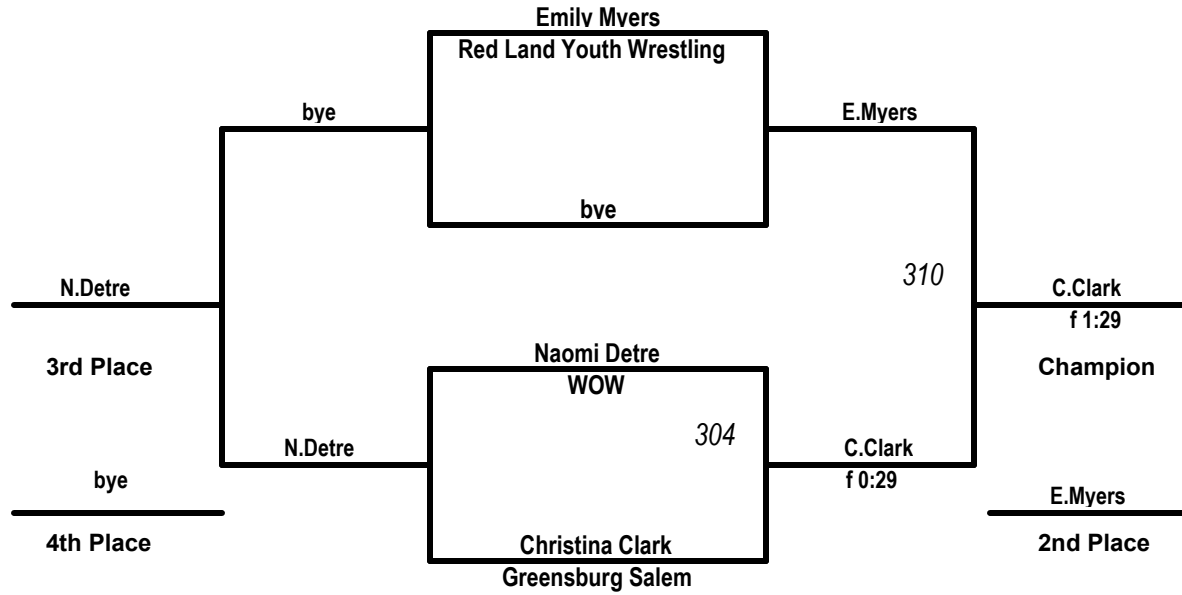 Emily Myers
Red Land Youth Wrestling
bye
E.Myers
bye
310
N.Detre
C.Clark
f 1:29
3rd Place
Naomi Detre
Champion
WOW
304
N.Detre
C.Clark
f 0:29
bye
E.Myers
4th Place
Christina Clark
2nd Place
Greensburg Salem